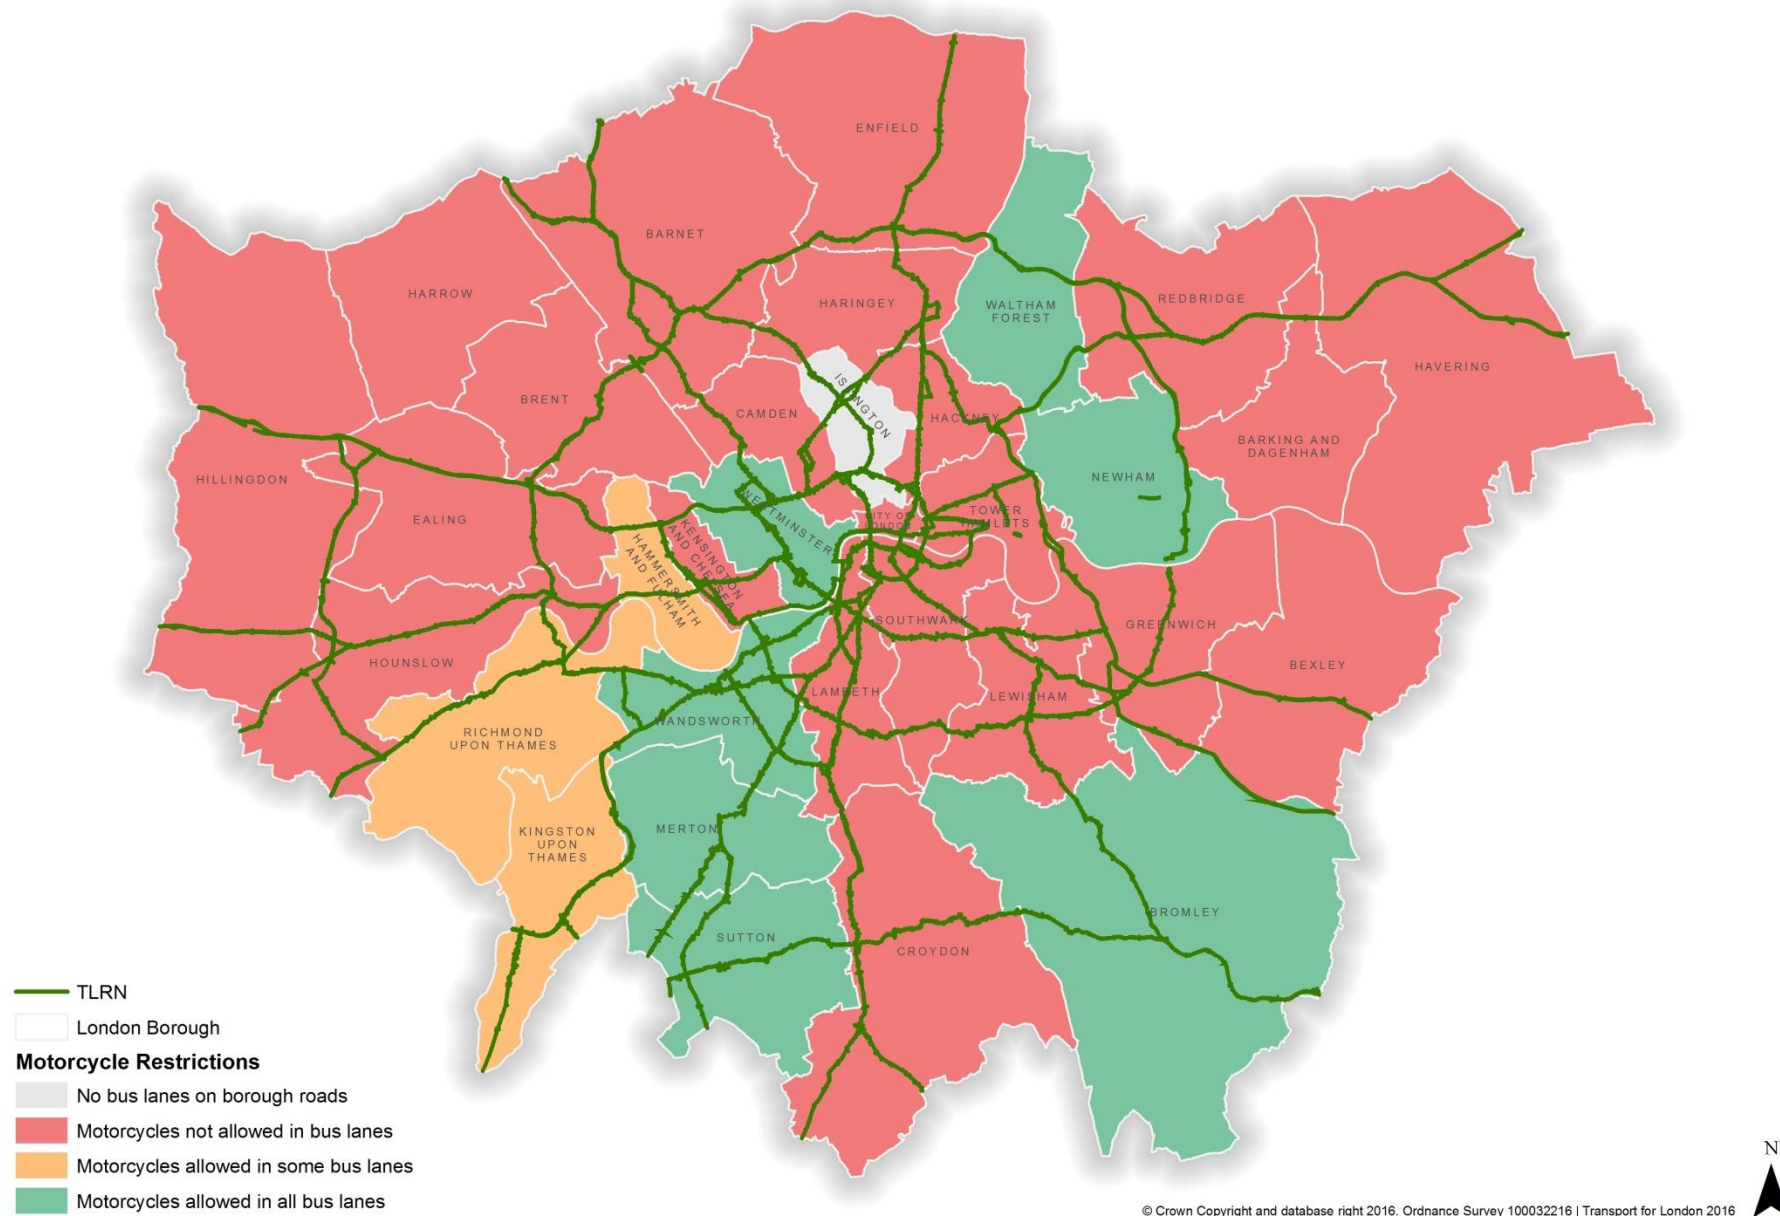 ENFIELD
BARNET
HARROW
HARINGEY
WALTHAM
FOREST
REDBRIDGE
HAVERING
ISLINGTON
BRENT
CAMDEN
HACKNEY
BARKING AND
DAGENHAM
HILLINGDON
NEWHAM
EALING
WESTMINSTER
CITY OF
LONDON
TOWER
HAMLETS
KENSINGTON
AND CHELSEA
HAMMERSMITH
AND FULHAM
SOUTHWARK
GREENWICH
HOUNSLOW
BEXLEY
LAMBETH
LEWISHAM
RICHMOND
UPON THAMES
WANDSWORTH
KINGSTON
UPON
THAMES
MERTON
BROMLEY
SUTTON
CROYDON
TLRN
London Borough
Motorcycle Restrictions
No bus lanes on borough roads
Motorcycles not allowed in bus lanes
Motorcycles allowed in some bus lanes
Motorcycles allowed in all bus lanes
N
© Crown Copyright and database right 2016. Ordnance Survey 100032216 | Transport for London 2016